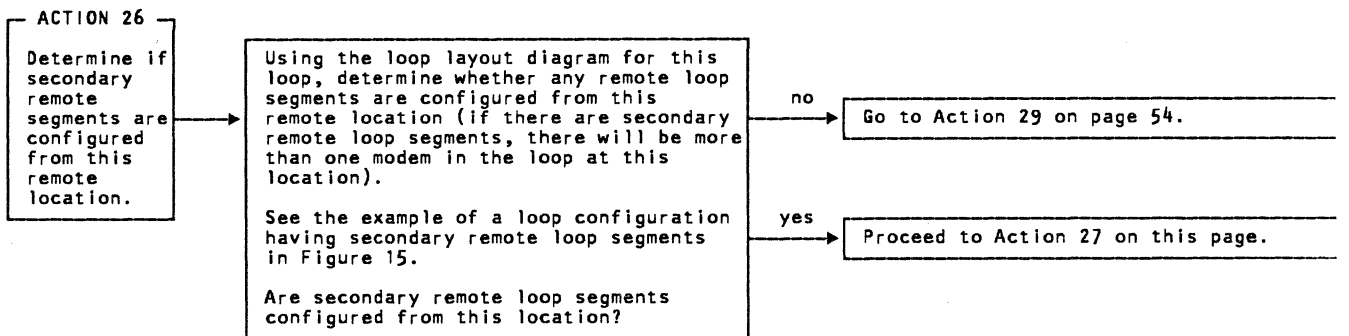 ACTION 26
Determine if
secondary
remote
segments are
configured
from this
remote
location.
Using the loop layout diagram for this
loop, determine whether any remote loop
segments are configured from this
remote location (if there are secondary
remote loop segments, there will be more
than one modem in the loop at this
location).
See the example of a loop configuration
having secondary remote loop segments
in Figure 15.
Are secondary remote loop segments
configured from this location?
no
Go to Action 29 on page 54.
yes
Proceed to Action 27 on this page.